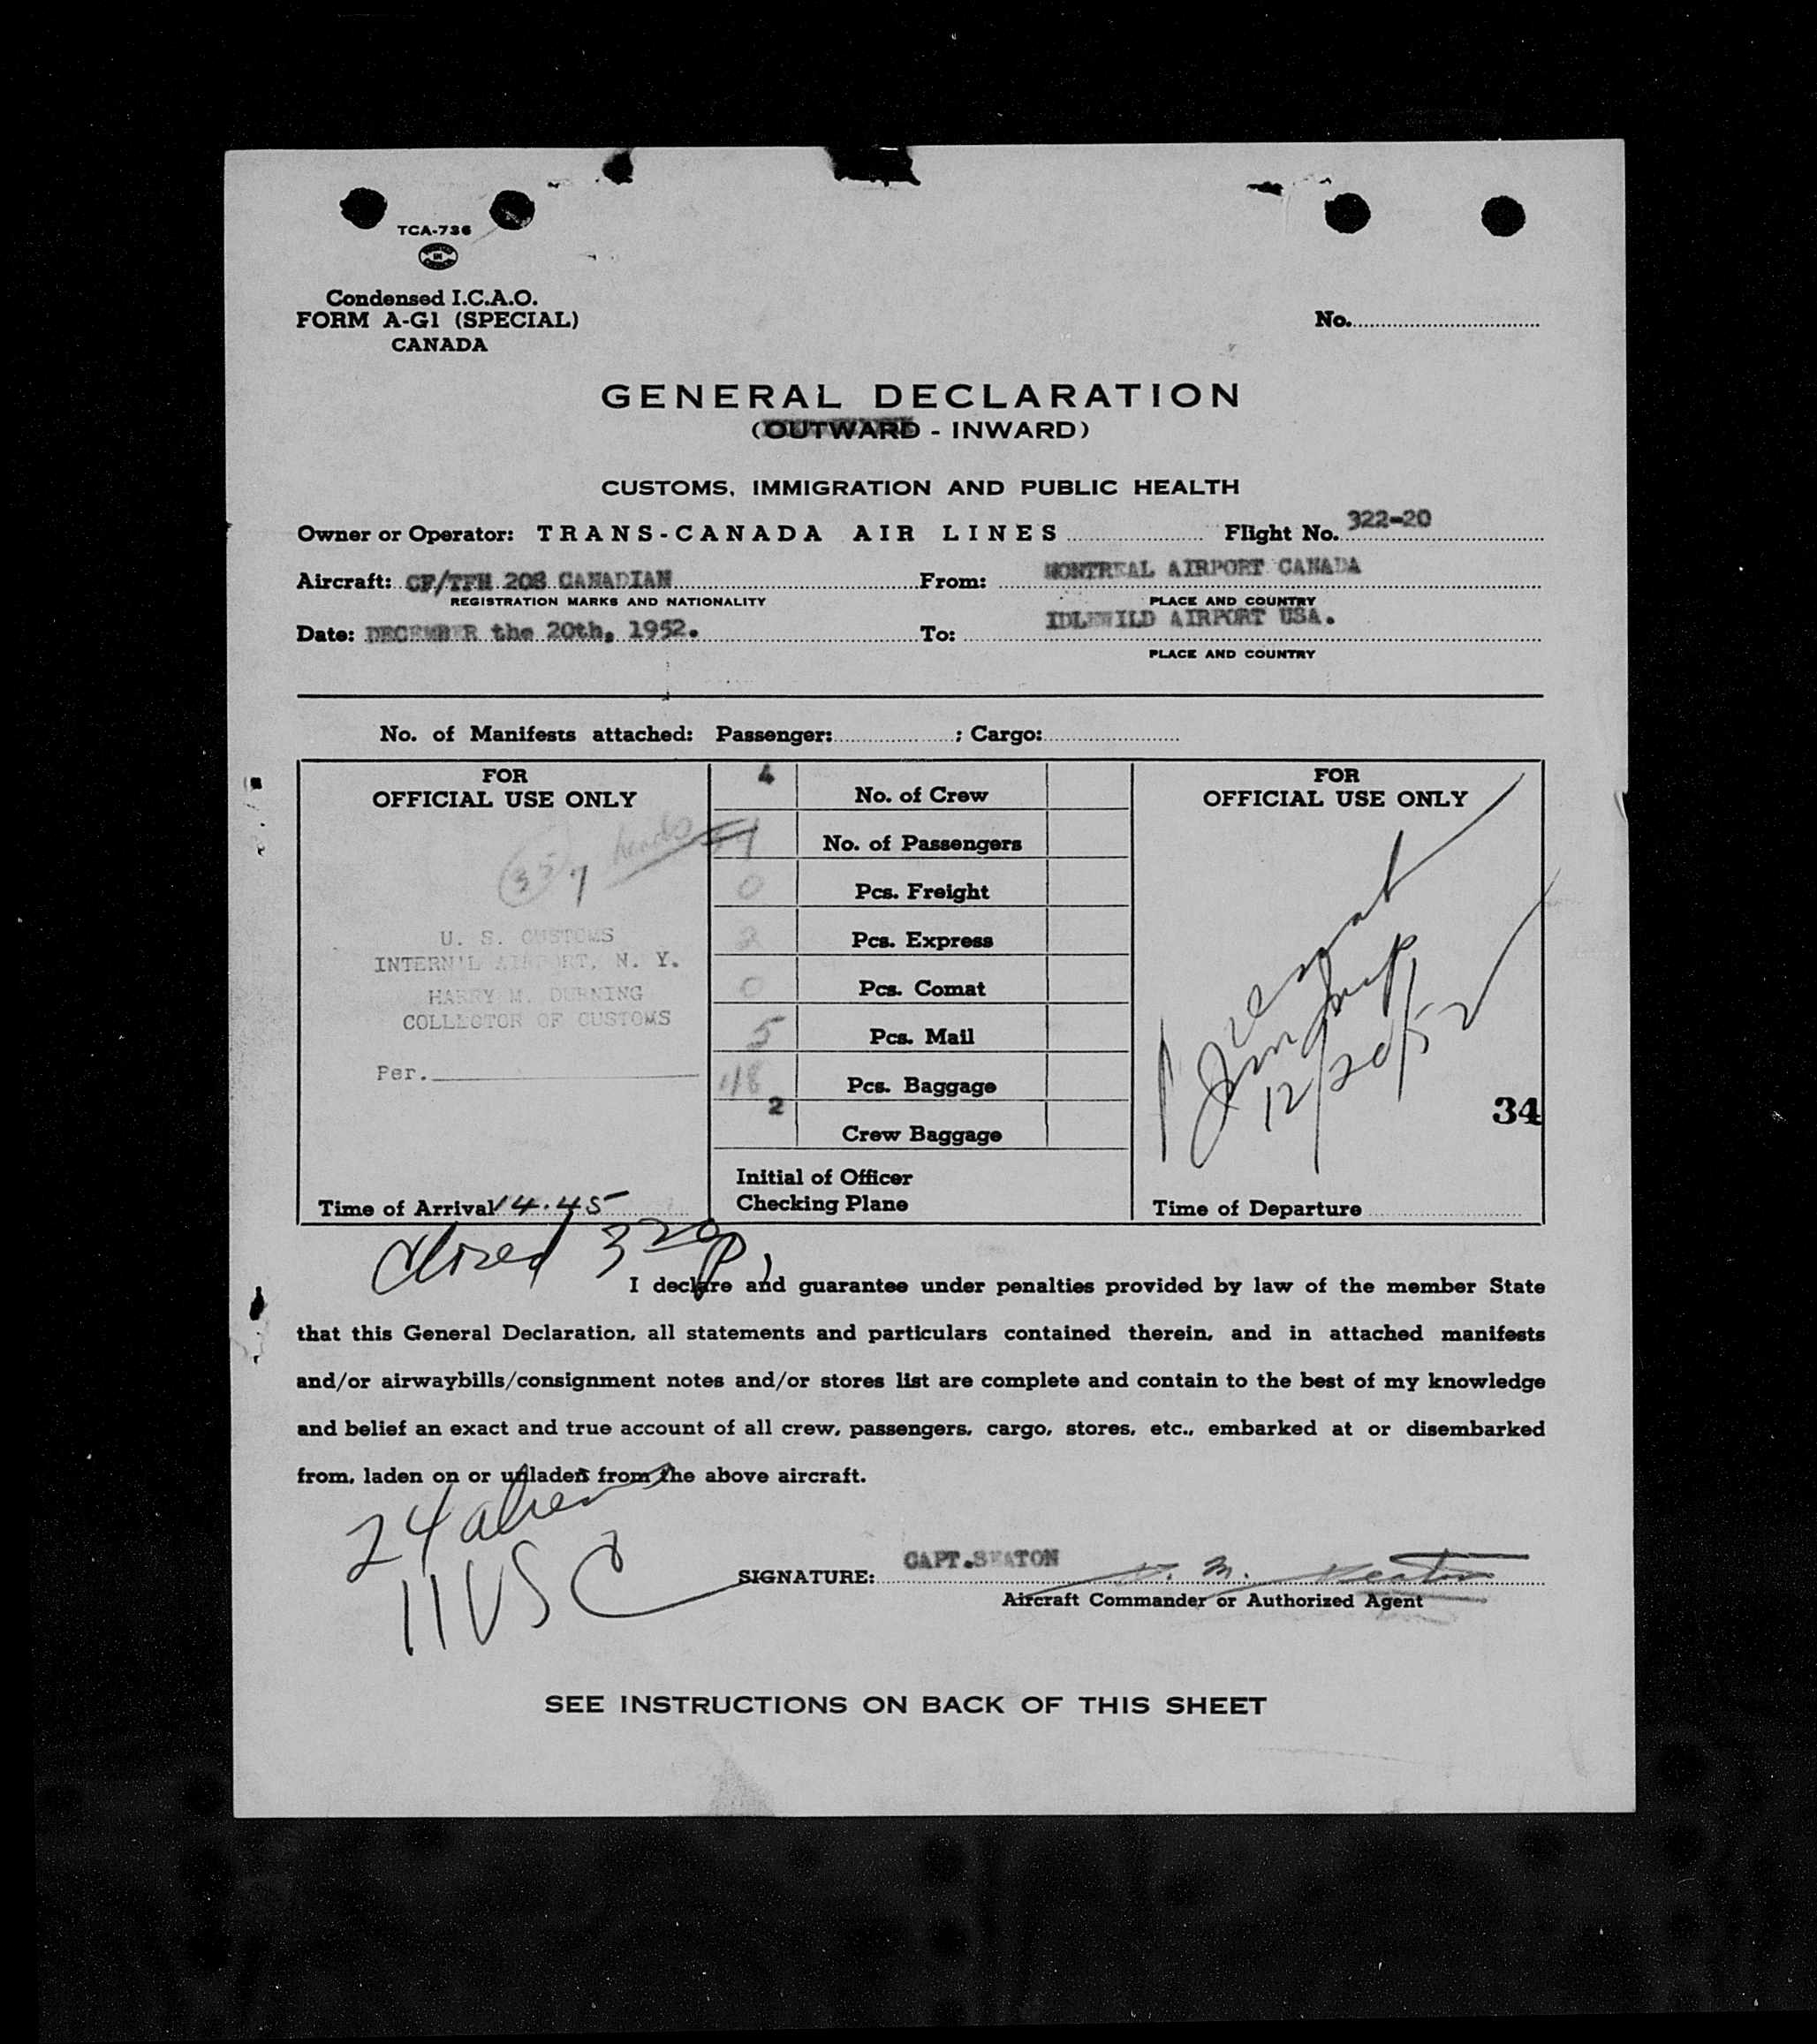 TCA-736
Condensed I.C.A.O.
FORM A-G1 (SPECIAL)
CANADA
No.
GENERAL DECLARATION
(OUTWARD - INWARD)
CUSTOMS, IMMIGRATION AND PUBLIC HEALTH
Owner or Operator: TRANS-CANADA AIR LINES Flight No. 322-20
Aircraft: CF/TFH 208 CANADIAN From: MONTREAL AIRPORT CANADA
REGISTRATION MARKS AND NATIONALITY PLACE AND COUNTRY
Date: DECEMBER the 20th, 1952. To: IDLEWILD AIRPORT USA.
PLACE AND COUNTRY
No. of Manifests attached: Passenger: ; Cargo:
FOR
OFFICIAL USE ONLY
35 7 heads
U. S. CUSTOMS
INTERN'L AIRPORT, N. Y.
HARRY M. DURNING
COLLECTOR OF CUSTOMS
Per.
Time of Arrival 14.45
4 No. of Crew
No. of Passengers
0 Pcs. Freight
2 Pcs. Express
0 Pcs. Comat
5 Pcs. Mail
118 Pcs. Baggage
2 Crew Baggage
Initial of Officer
Checking Plane
FOR
OFFICIAL USE ONLY
12/20/52
34
Time of Departure
Closed 320p
I declare and guarantee under penalties provided by law of the member State
that this General Declaration, all statements and particulars contained therein, and in attached manifests
and/or airwaybills/consignment notes and/or stores list are complete and contain to the best of my knowledge
and belief an exact and true account of all crew, passengers, cargo, stores, etc., embarked at or disembarked
from, laden on or unladen from the above aircraft.
24 aliens
11 USC
CAPT.SEATON
SIGNATURE: V. M. Seaton
Aircraft Commander or Authorized Agent
SEE INSTRUCTIONS ON BACK OF THIS SHEET